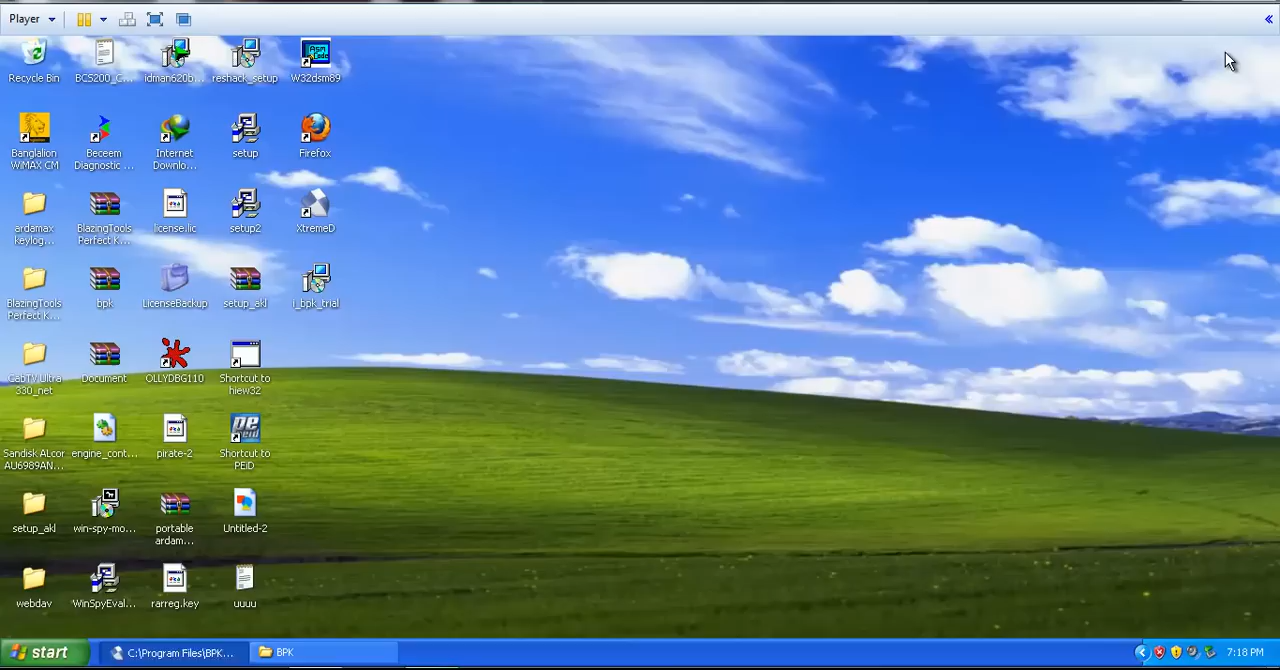 Player
Recycle Bin
BCS200_C...
idman620b...
reshack_setup
W32dsm89
Banglalion
WiMAX CM
Beceem
Diagnostic ...
Internet
Downlo...
setup
Firefox
ardamax
keylog...
BlazingTools
Perfect K...
license.lic
setup2
XtremeD
BlazingTools
Perfect K...
bpk
LicenseBackup
setup_akl
i_bpk_trial
CabTV Ultra
330_net
Document
OLLYDBG110
Shortcut to
hiew32
Sandisk ALcor
AU6989AN...
engine_cont...
pirate-2
Shortcut to
PEiD
setup_akl
win-spy-mo...
portable
ardam...
Untitled-2
webdav
WinSpyEval...
rarreg.key
uuuu
start
C:\Program Files\BPK...
BPK
7:18 PM